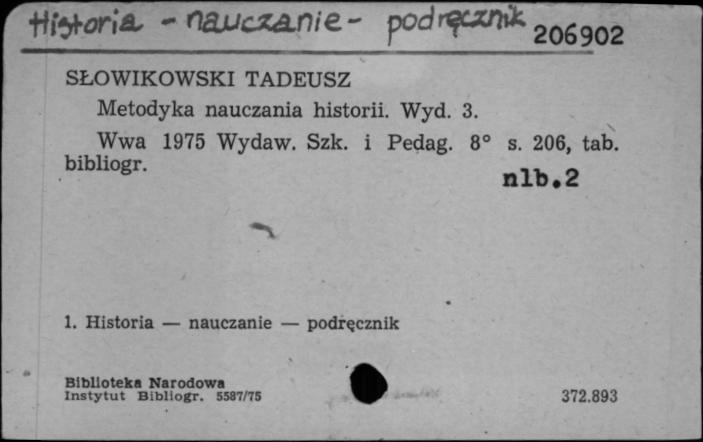 Historia - nauczanie - podręcznik 206902
SŁOWIKOWSKI TADEUSZ
Metodyka nauczania historii. Wyd. 3.
Wwa 1975 Wydaw. Szk. i Pedag. 8° s. 206, tab.
bibliogr.
nlb.2
1. Historia — nauczanie — podręcznik
Biblioteka Narodowa
Instytut Bibliogr. 5587/75 372.893